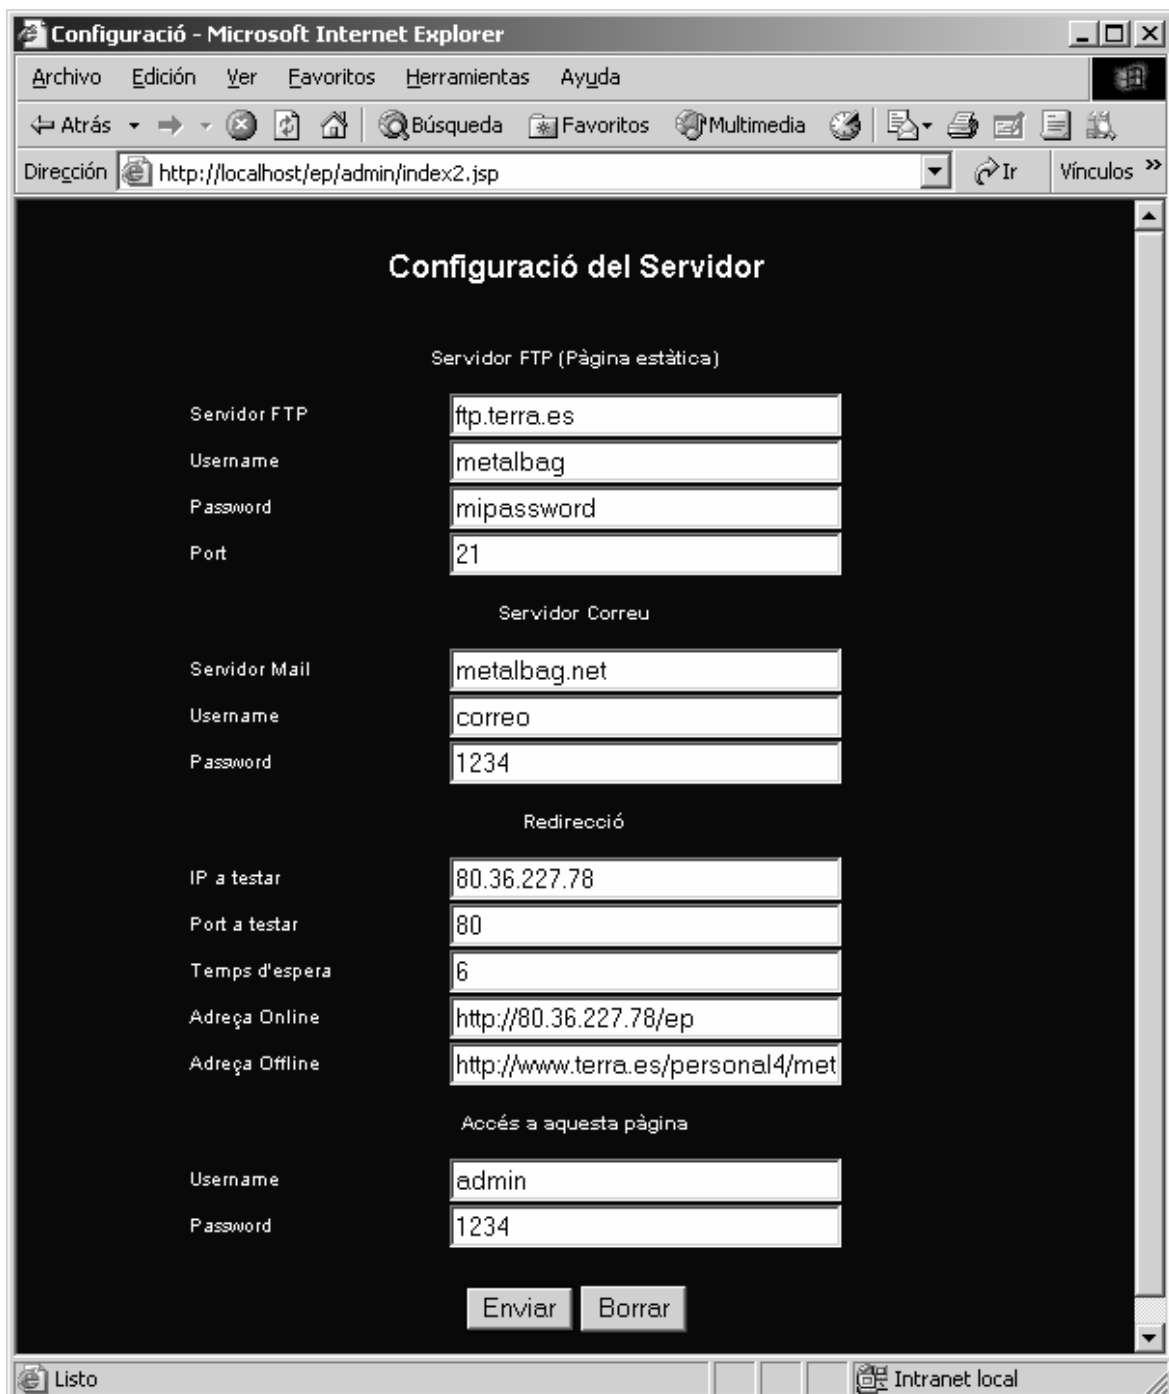 Configuració - Microsoft Internet Explorer
Archivo Edición Ver Favoritos Herramientas Ayuda
Atrás Búsqueda Favoritos Multimedia
Dirección http://localhost/ep/admin/index2.jsp Ir Vínculos »
Configuració del Servidor
Servidor FTP (Pàgina estàtica)
Servidor FTP ftp.terra.es
Username metalbag
Password mipassword
Port 21
Servidor Correu
Servidor Mail metalbag.net
Username correo
Password 1234
Redirecció
IP a testar 80.36.227.78
Port a testar 80
Temps d'espera 6
Adreça Online http://80.36.227.78/ep
Adreça Offline http://www.terra.es/personal4/met
Accés a aquesta pàgina
Username admin
Password 1234
Enviar Borrar
Listo Intranet local